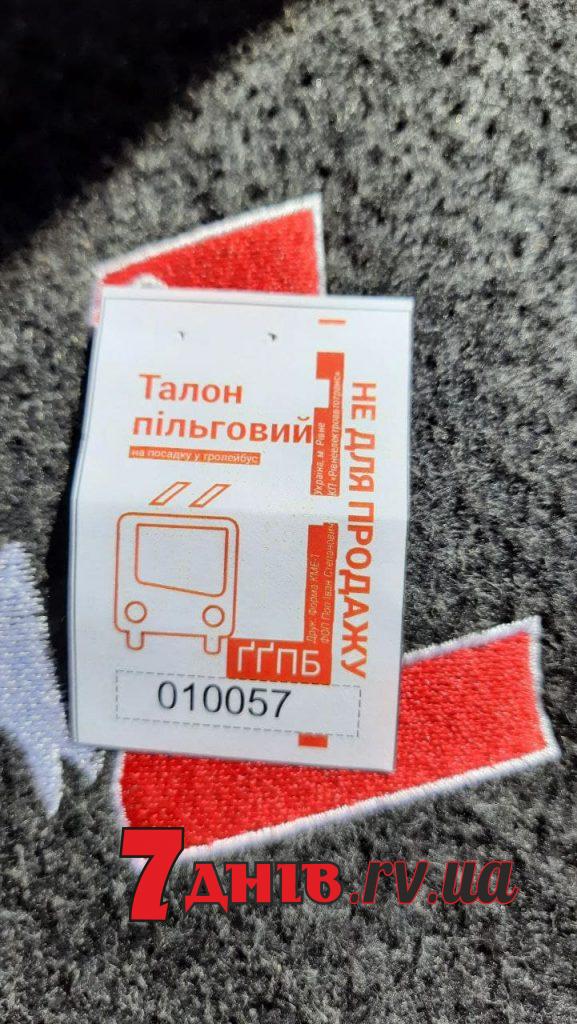 Талон
пільговий
на посадку у тролейбус
Україна, м. Рівне
КП «Рівнеелектроавтотранс»
НЕ ДЛЯ ПРОДАЖУ
Друк. Форма КМЕ-1
ФОП Поп Іван Степанович
ҐҐПБ
010057
7днів.rv.ua